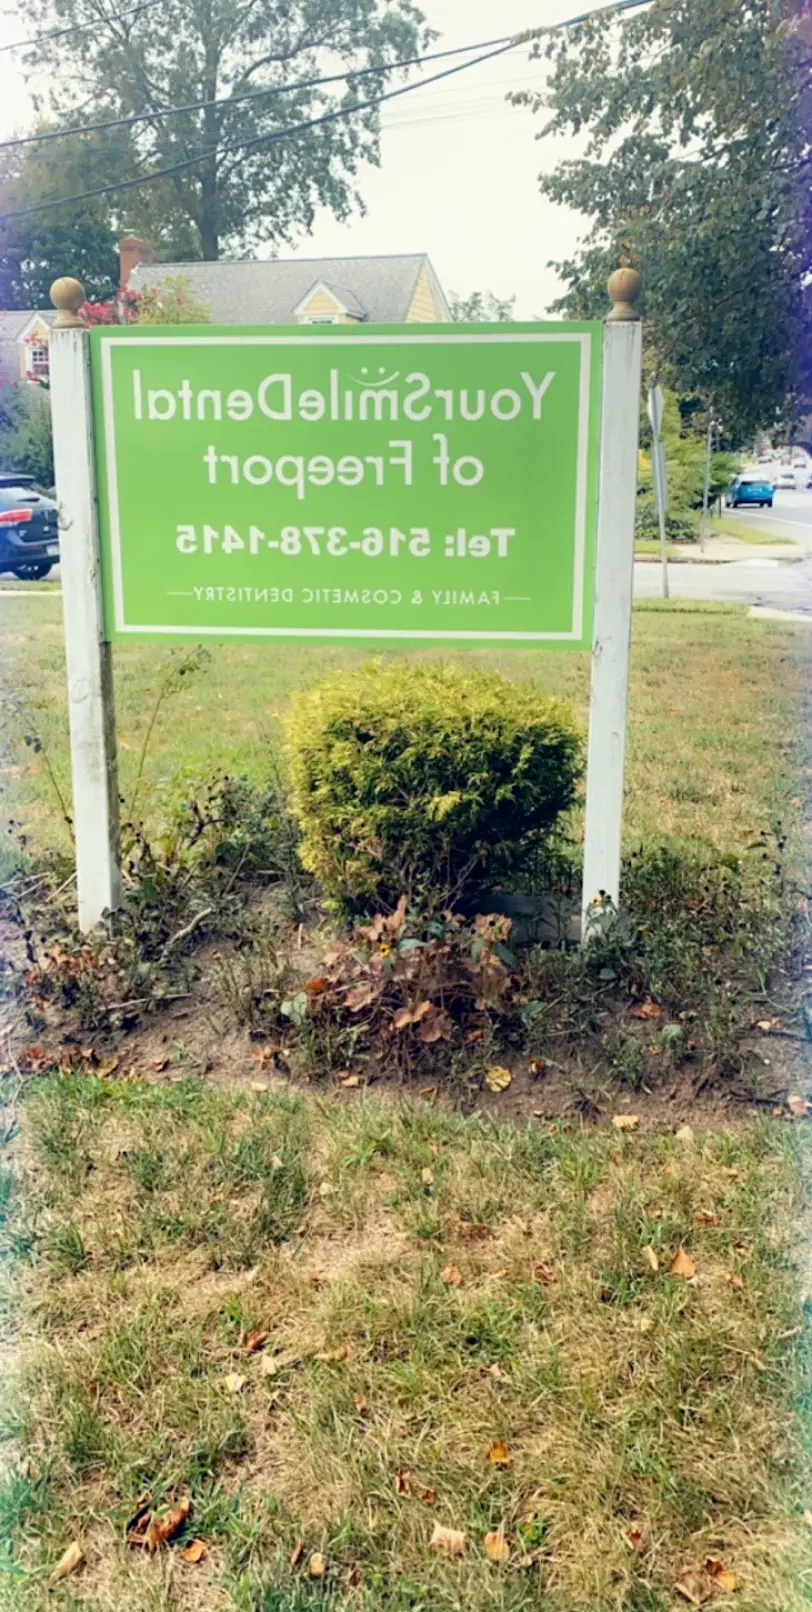 YourSmileDental
of Freeport
Tel: 516-378-1415
FAMILY & COSMETIC DENTISTRY